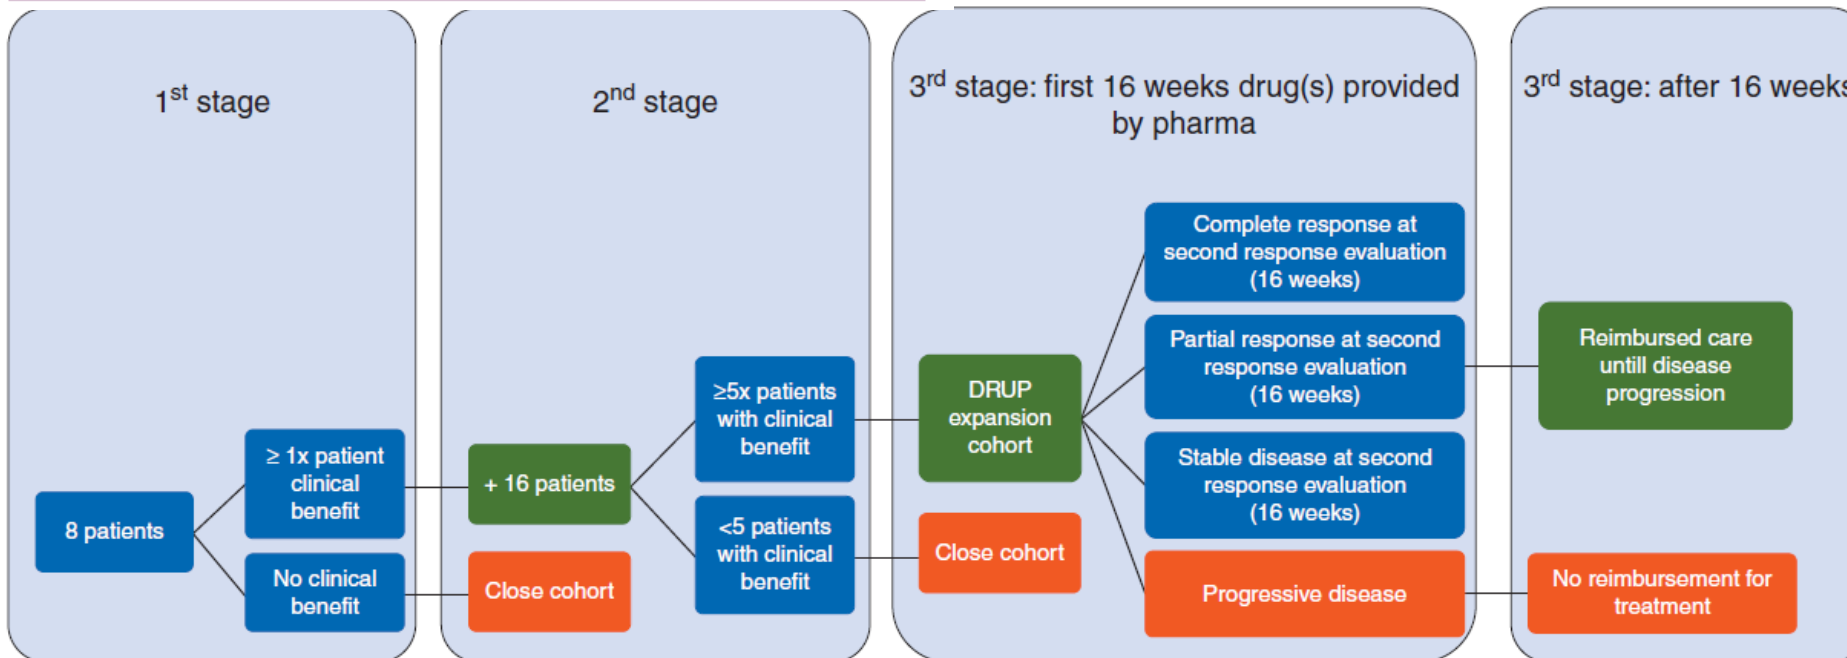 1st stage
8 patients
≥ 1x patient
clinical
benefit
No clinical
benefit
2nd stage
+ 16 patients
Close cohort
≥5x patients
with clinical
benefit
<5 patients
with clinical
benefit
3rd stage: first 16 weeks drug(s) provided
by pharma
DRUP
expansion
cohort
Close cohort
Complete response at
second response evaluation
(16 weeks)
Partial response at second
response evaluation
(16 weeks)
Stable disease at second
response evaluation
(16 weeks)
Progressive disease
3rd stage: after 16 weeks
Reimbursed care
untill disease
progression
No reimbursement for
treatment